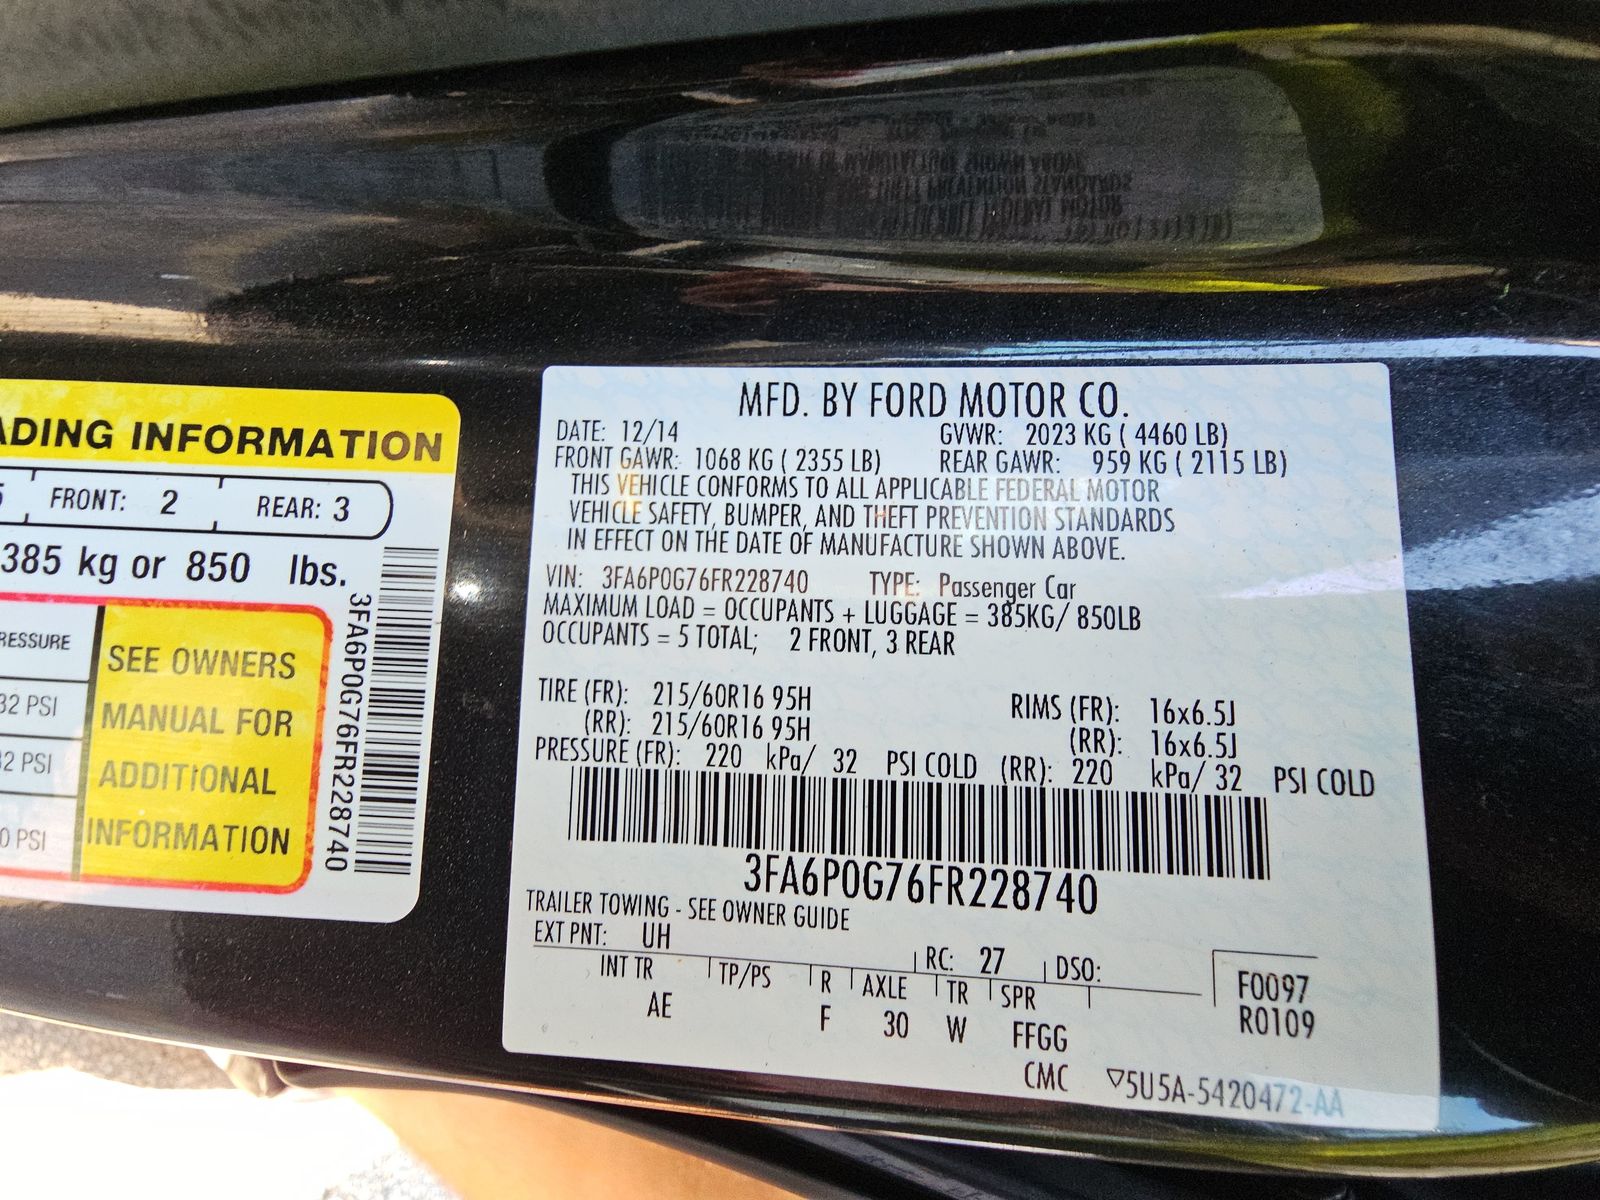 ADING INFORMATION
5 FRONT: 2 REAR: 3
385 kg or 850 lbs.
RESSURE
32 PSI
32 PSI
0 PSI
SEE OWNERS
MANUAL FOR
ADDITIONAL
INFORMATION
3FA6P0G76FR228740
MFD. BY FORD MOTOR CO.
DATE: 12/14 GVWR: 2023 KG ( 4460 LB)
FRONT GAWR: 1068 KG ( 2355 LB) REAR GAWR: 959 KG ( 2115 LB)
THIS VEHICLE CONFORMS TO ALL APPLICABLE FEDERAL MOTOR
VEHICLE SAFETY, BUMPER, AND THEFT PREVENTION STANDARDS
IN EFFECT ON THE DATE OF MANUFACTURE SHOWN ABOVE.
VIN: 3FA6P0G76FR228740 TYPE: Passenger Car
MAXIMUM LOAD = OCCUPANTS + LUGGAGE = 385KG/ 850LB
OCCUPANTS = 5 TOTAL; 2 FRONT, 3 REAR
TIRE (FR): 215/60R16 95H RIMS (FR): 16x6.5J
(RR): 215/60R16 95H (RR): 16x6.5J
PRESSURE (FR): 220 kPa/ 32 PSI COLD (RR): 220 kPa/ 32 PSI COLD
3FA6P0G76FR228740
TRAILER TOWING - SEE OWNER GUIDE
EXT PNT: UH RC: 27 DSO:
INT TR TP/PS R AXLE TR SPR
AE F 30 W FFGG
F0097
R0109
CMC ▽5U5A-5420472-AA